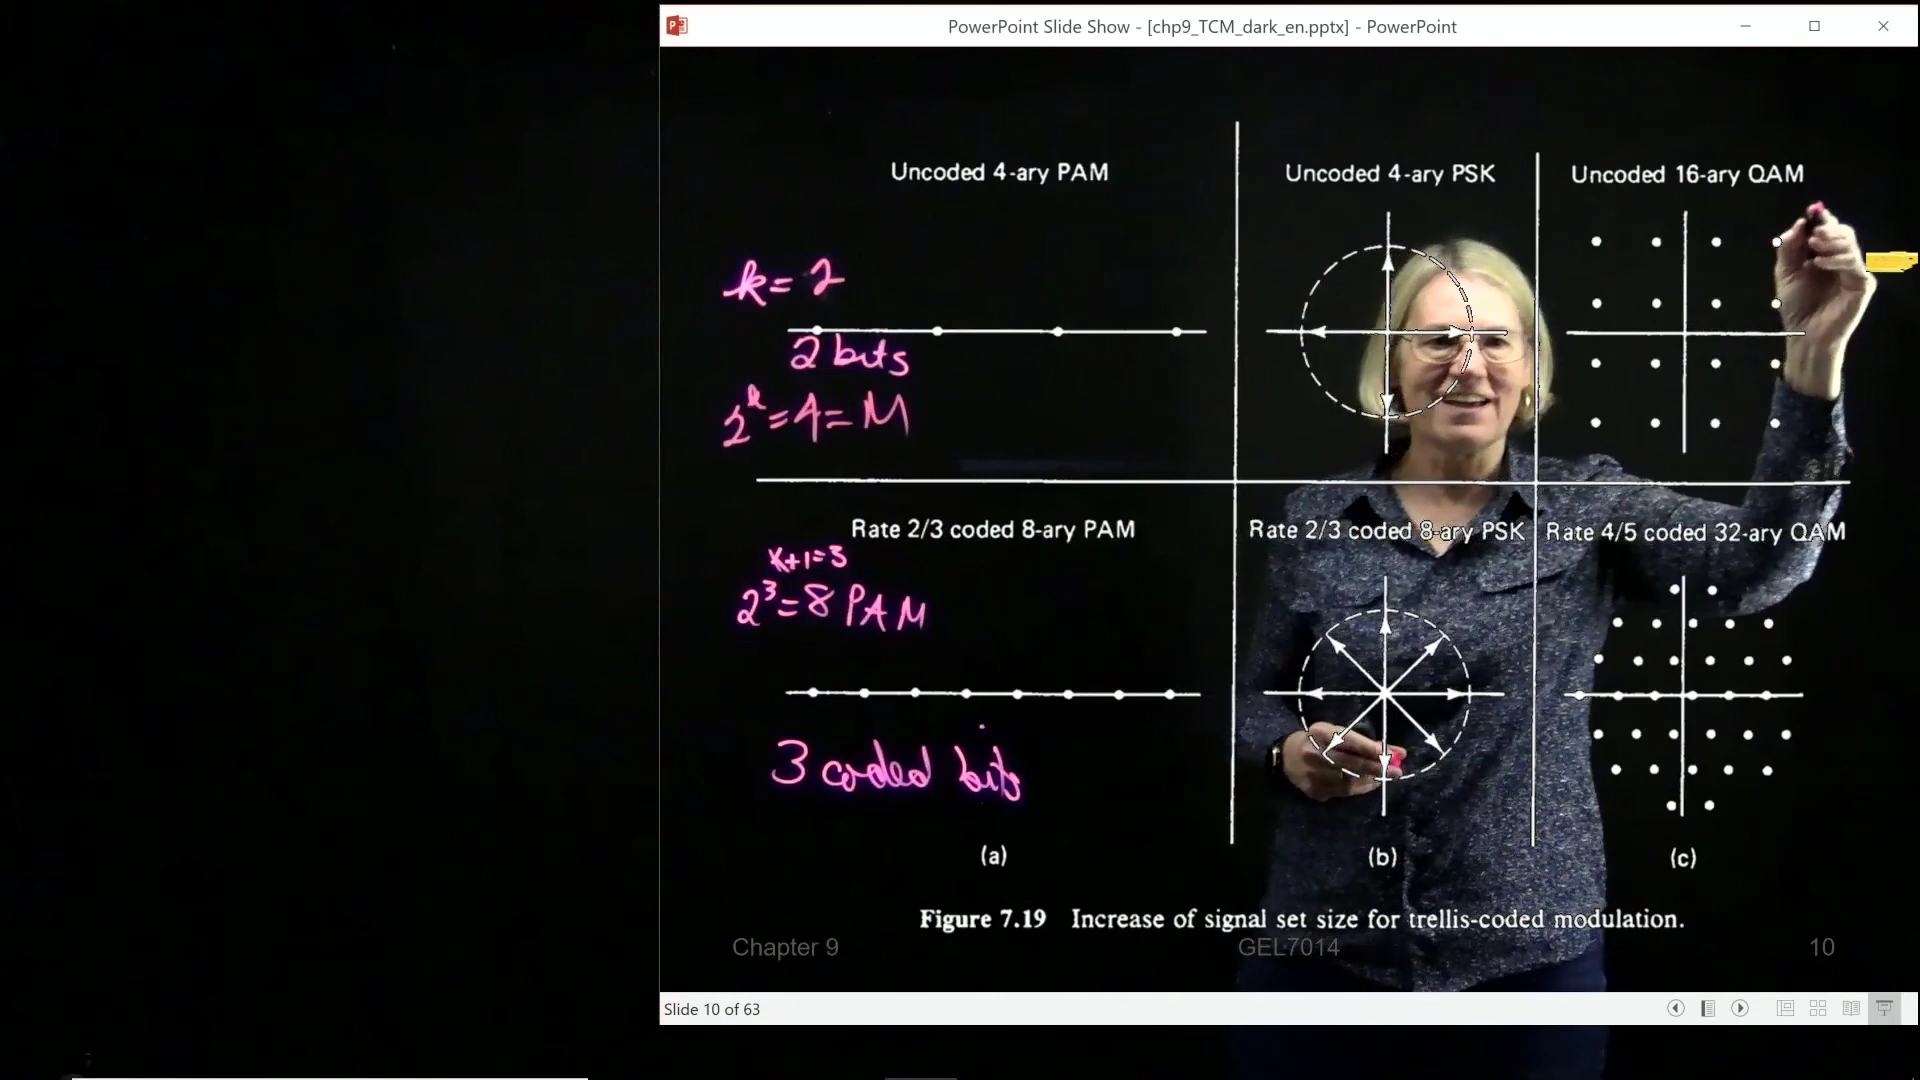 PowerPoint Slide Show - [chp9_TCM_dark_en.pptx] - PowerPoint
Uncoded 4-ary PAM
Uncoded 4-ary PSK
Uncoded 16-ary QAM
k=2
2 bits
2^k=4=M
Rate 2/3 coded 8-ary PAM
Rate 2/3 coded 8-ary PSK
Rate 4/5 coded 32-ary QAM
k+1=3
2^3=8 PAM
3 coded bits
(a)
(b)
(c)
Figure 7.19 Increase of signal set size for trellis-coded modulation.
Chapter 9
GEL7014
10
Slide 10 of 63